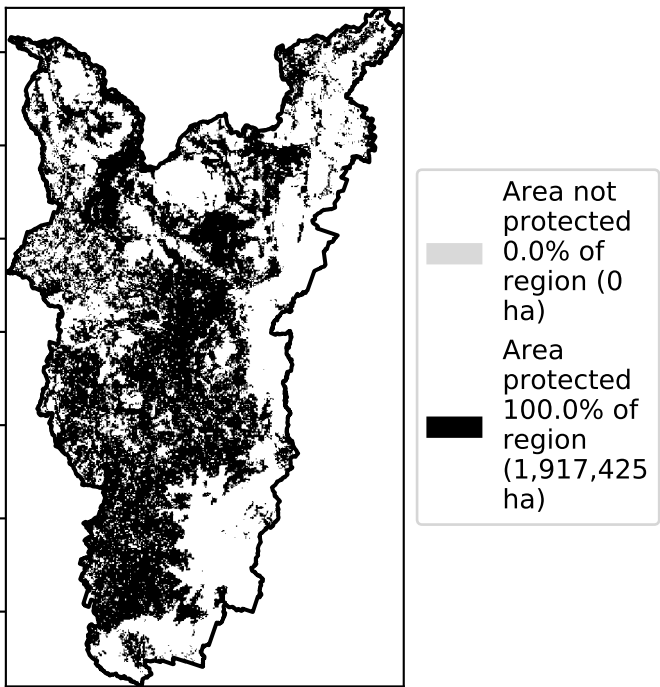 Area not
protected
0.0% of
region (0
ha)
Area
protected
100.0% of
region
(1,917,425
ha)